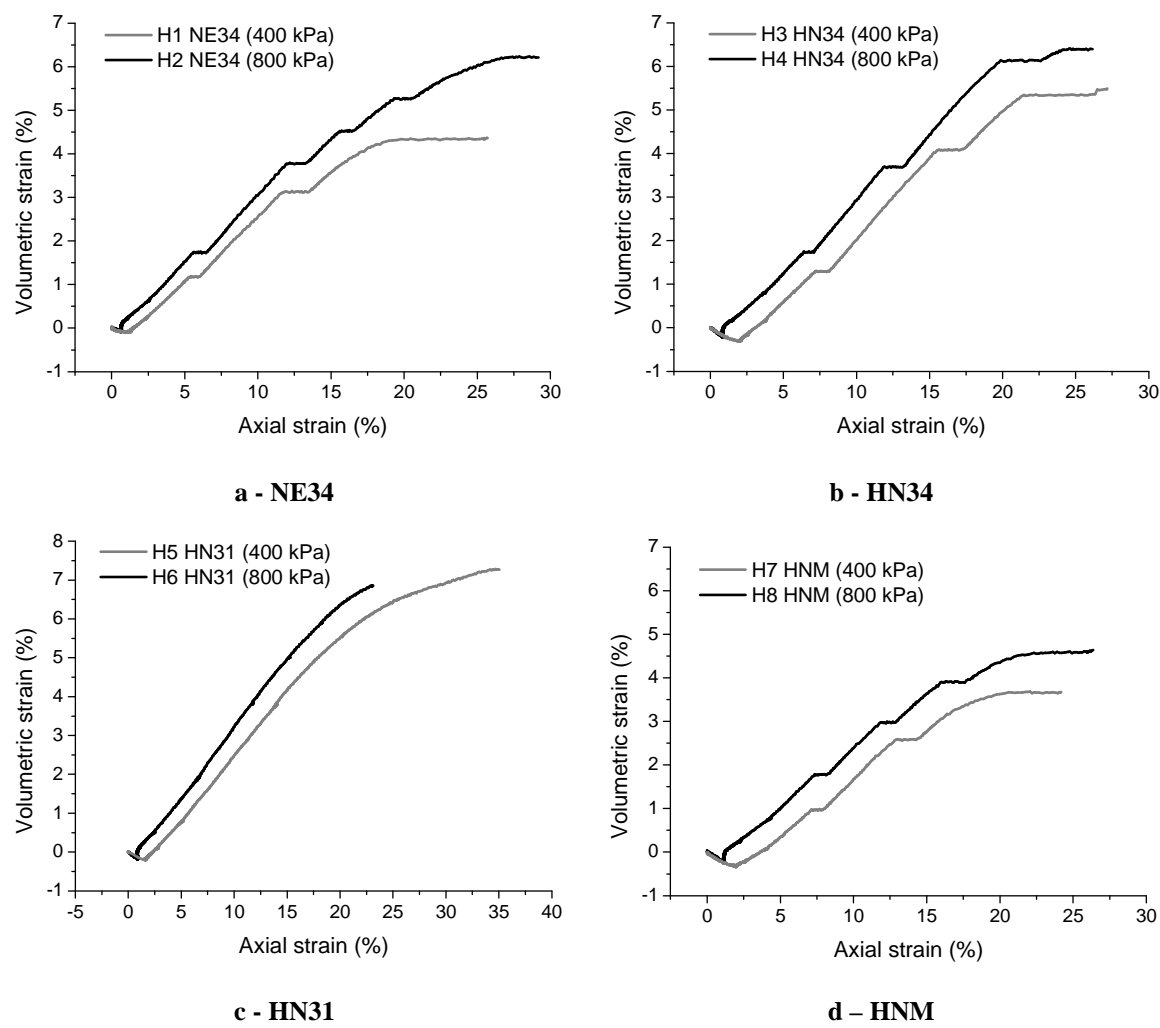 7
6
5
4
3
2
1
0
-1
Volumetric strain (%)
H1 NE34 (400 kPa)
H2 NE34 (800 kPa)
0 5 10 15 20 25 30
Axial strain (%)
a - NE34
7
6
5
4
3
2
1
0
-1
Volumetric strain (%)
H3 HN34 (400 kPa)
H4 HN34 (800 kPa)
0 5 10 15 20 25 30
Axial strain (%)
b - HN34
8
7
6
5
4
3
2
1
0
-1
Volumetric strain (%)
H5 HN31 (400 kPa)
H6 HN31 (800 kPa)
-5 0 5 10 15 20 25 30 35 40
Axial strain (%)
c - HN31
7
6
5
4
3
2
1
0
-1
Volumetric strain (%)
H7 HNM (400 kPa)
H8 HNM (800 kPa)
0 5 10 15 20 25 30
Axial strain (%)
d – HNM